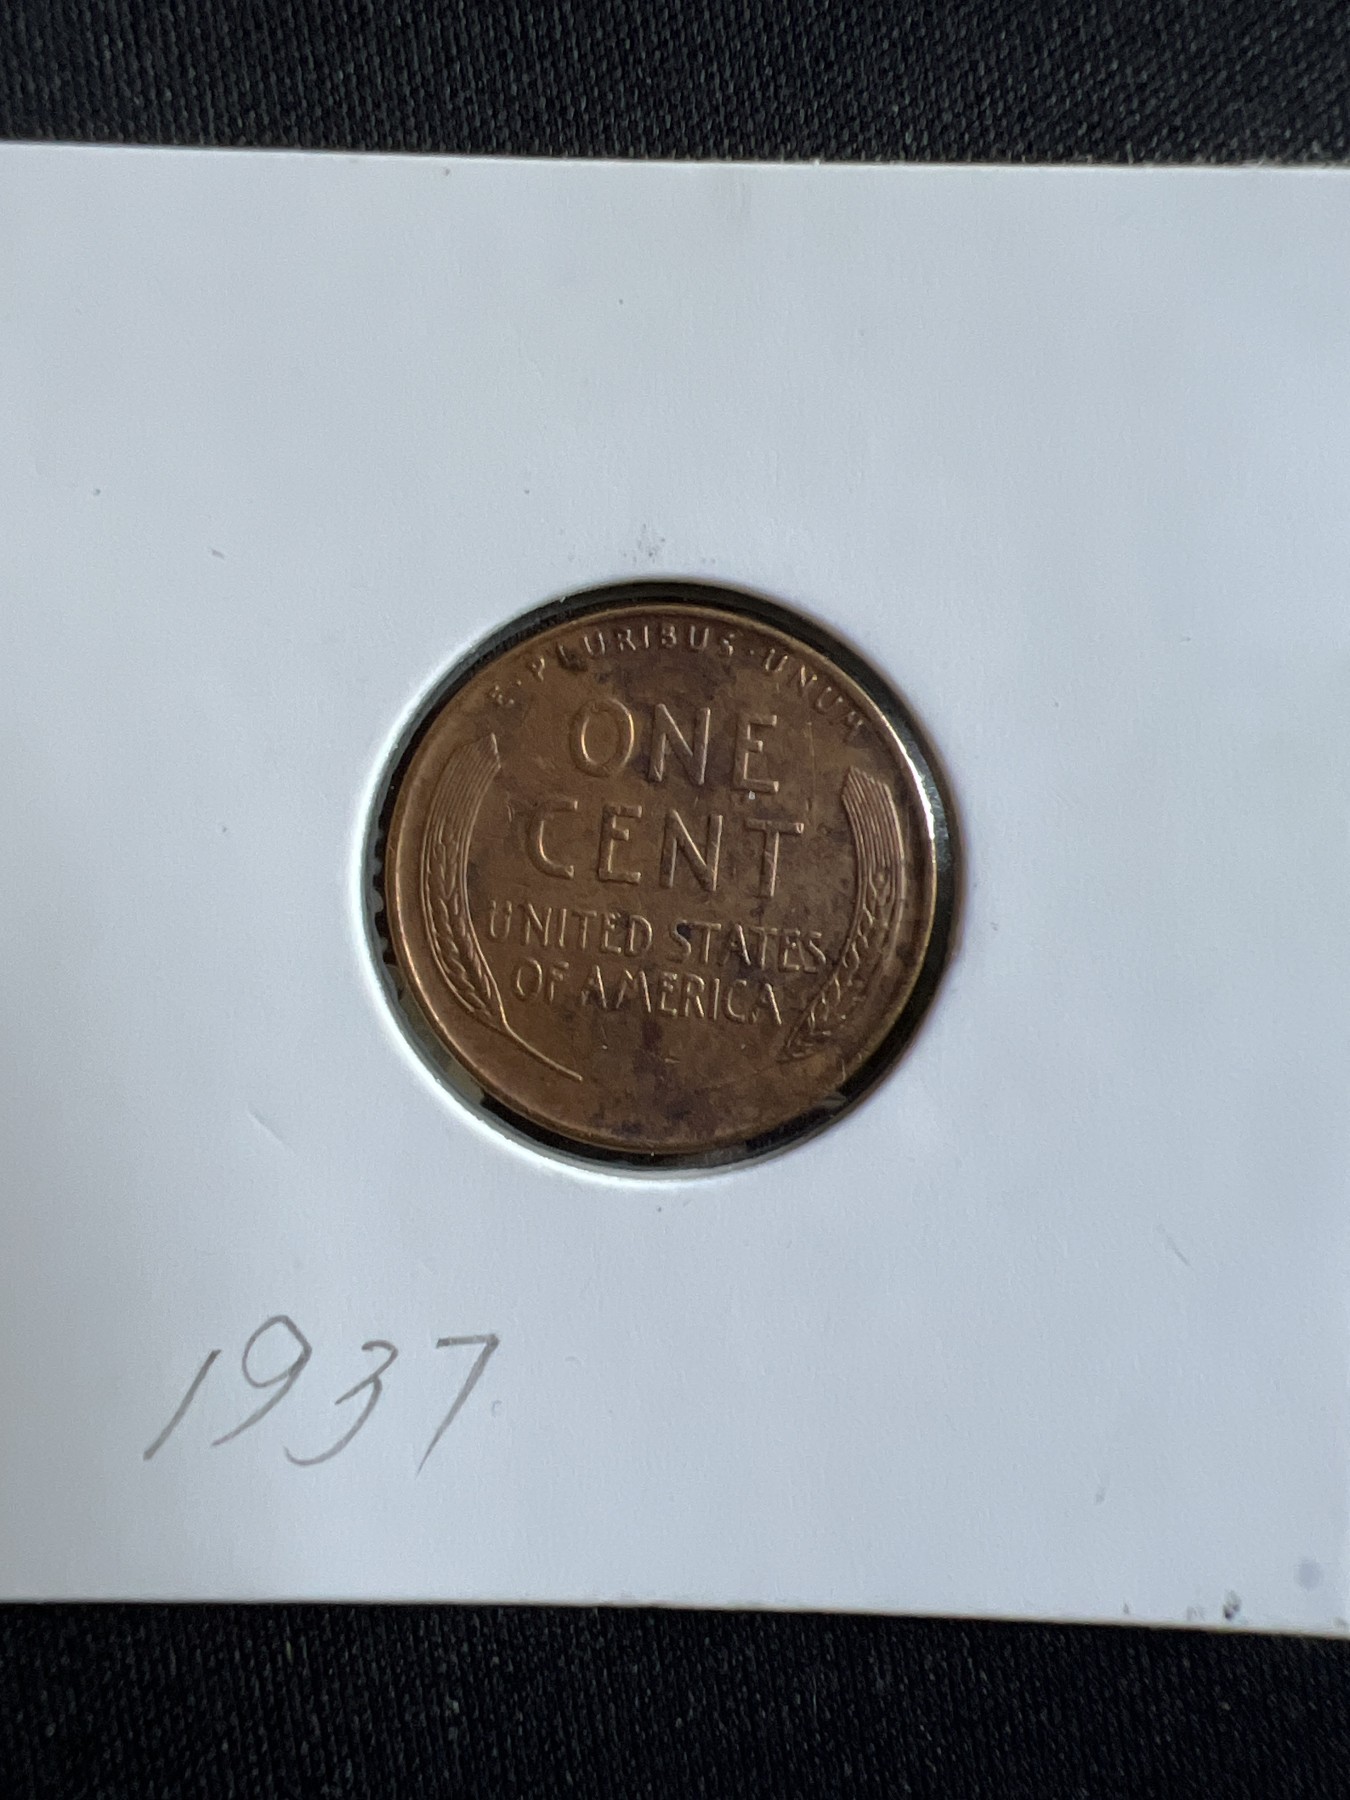 E·PLURIBUS·UNUM
ONE
CENT
UNITED STATES
OF AMERICA
1937